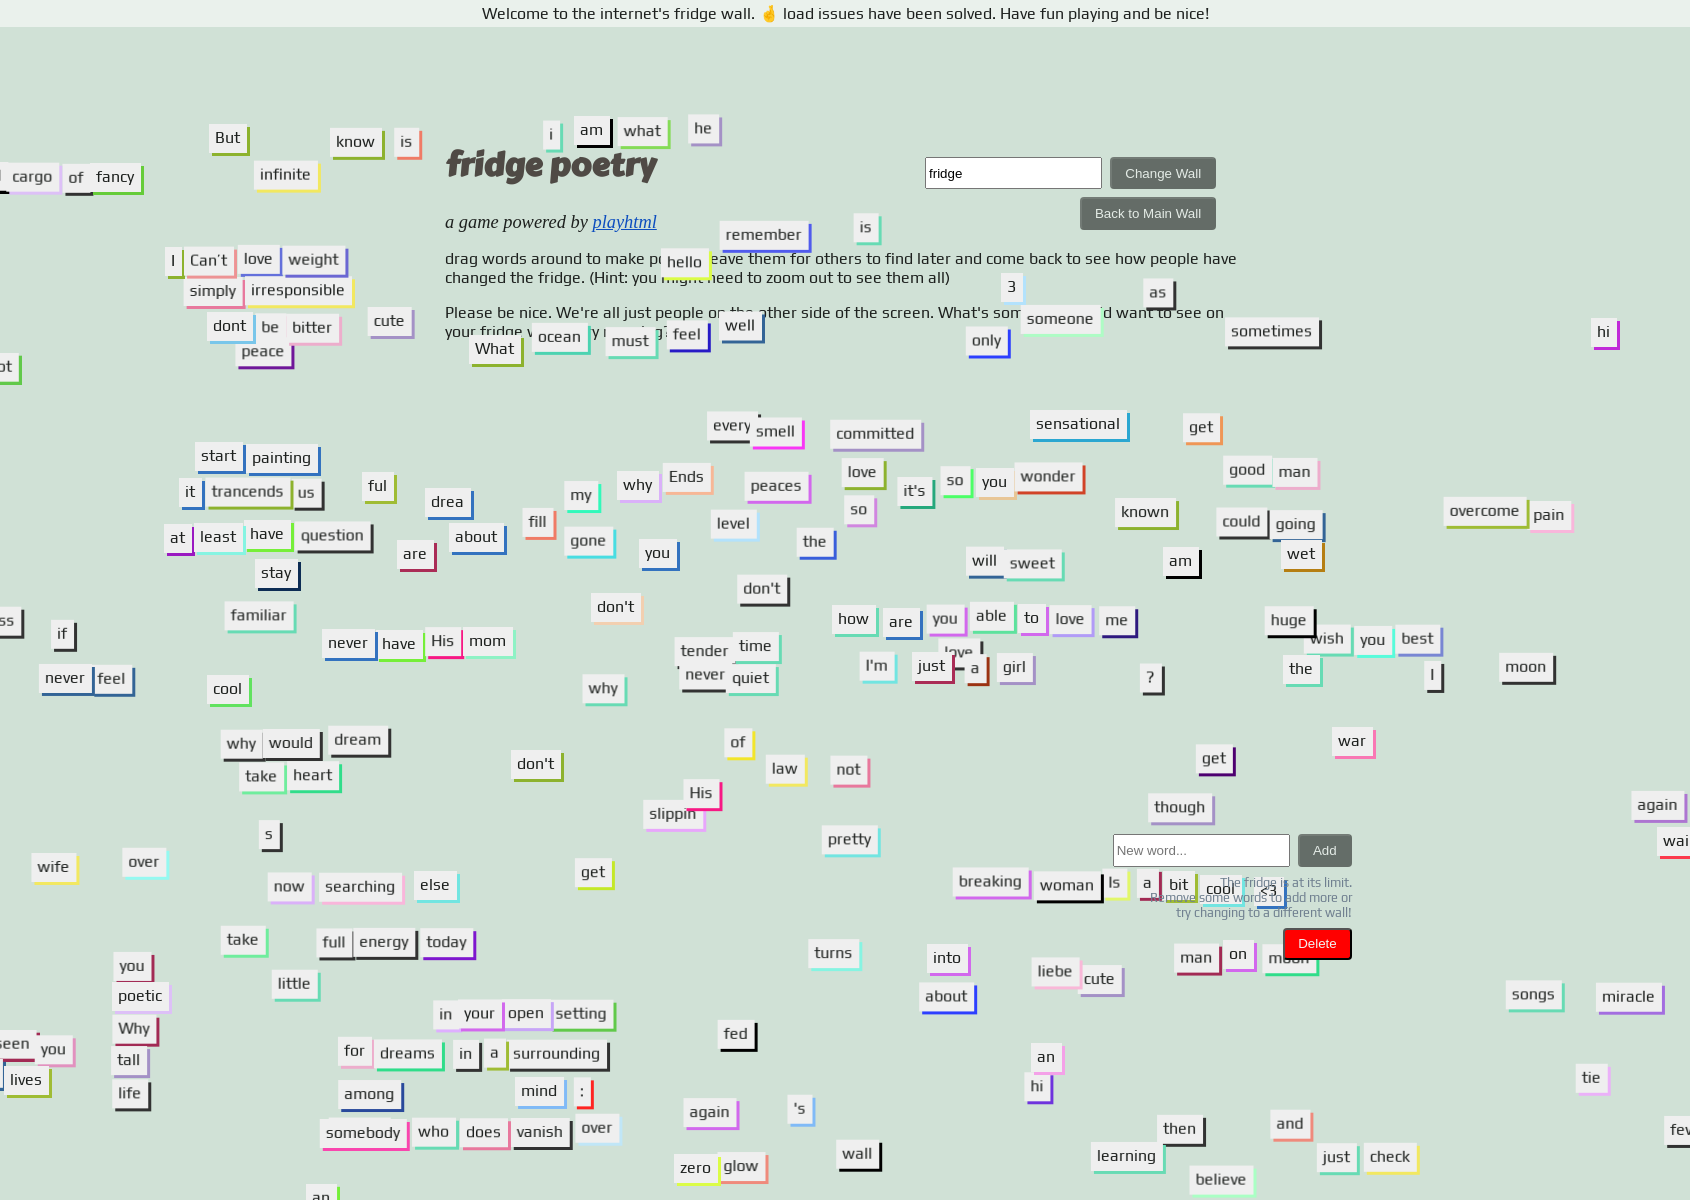 Welcome to the internet's fridge wall. 🤞 load issues have been solved. Have fun playing and be nice!
But know is i am what he
cargo of fancy infinite
fridge poetry
fridge Change Wall
Back to Main Wall
a game powered by playhtml
remember is
I Can't love weight
hello
drag words around to make po eave them for others to find later and come back to see how people have
changed the fridge. (Hint: you might need to zoom out to see them all)
simply irresponsible 3 as
Please be nice. We're all just people on the other side of the screen. What's som 'd want to see on
someone
dont be bitter cute
your fridge
peace
What ocean must feel well only sometimes hi
every smell committed sensational get
start painting
love good man
it trancends us ful drea my why Ends peaces so it's so you wonder
known could going overcome pain
at least have question are about fill gone you level the
will sweet am wet
stay
don't don't
familiar
how are you able to love me huge
if
wish you best
never have His mom tender time
love
never feel never quiet I'm just a girl ? the I moon
cool why
why would dream of war
take heart don't law not get
His
slippin though again
s pretty
New word... Add
wife over
now searching else get breaking woman Is a bit cool <3
The fridge is at its limit.
Remove some words to add more or
try changing to a different wall!
take full energy today turns into man on
Delete
you little liebe cute
poetic about songs miracle
in your open setting
Why fed
seen you for dreams in a surrounding an
tall
lives among mind : hi tie
life again 's
somebody who does vanish over then and
wall learning just check
zero glow believe
an